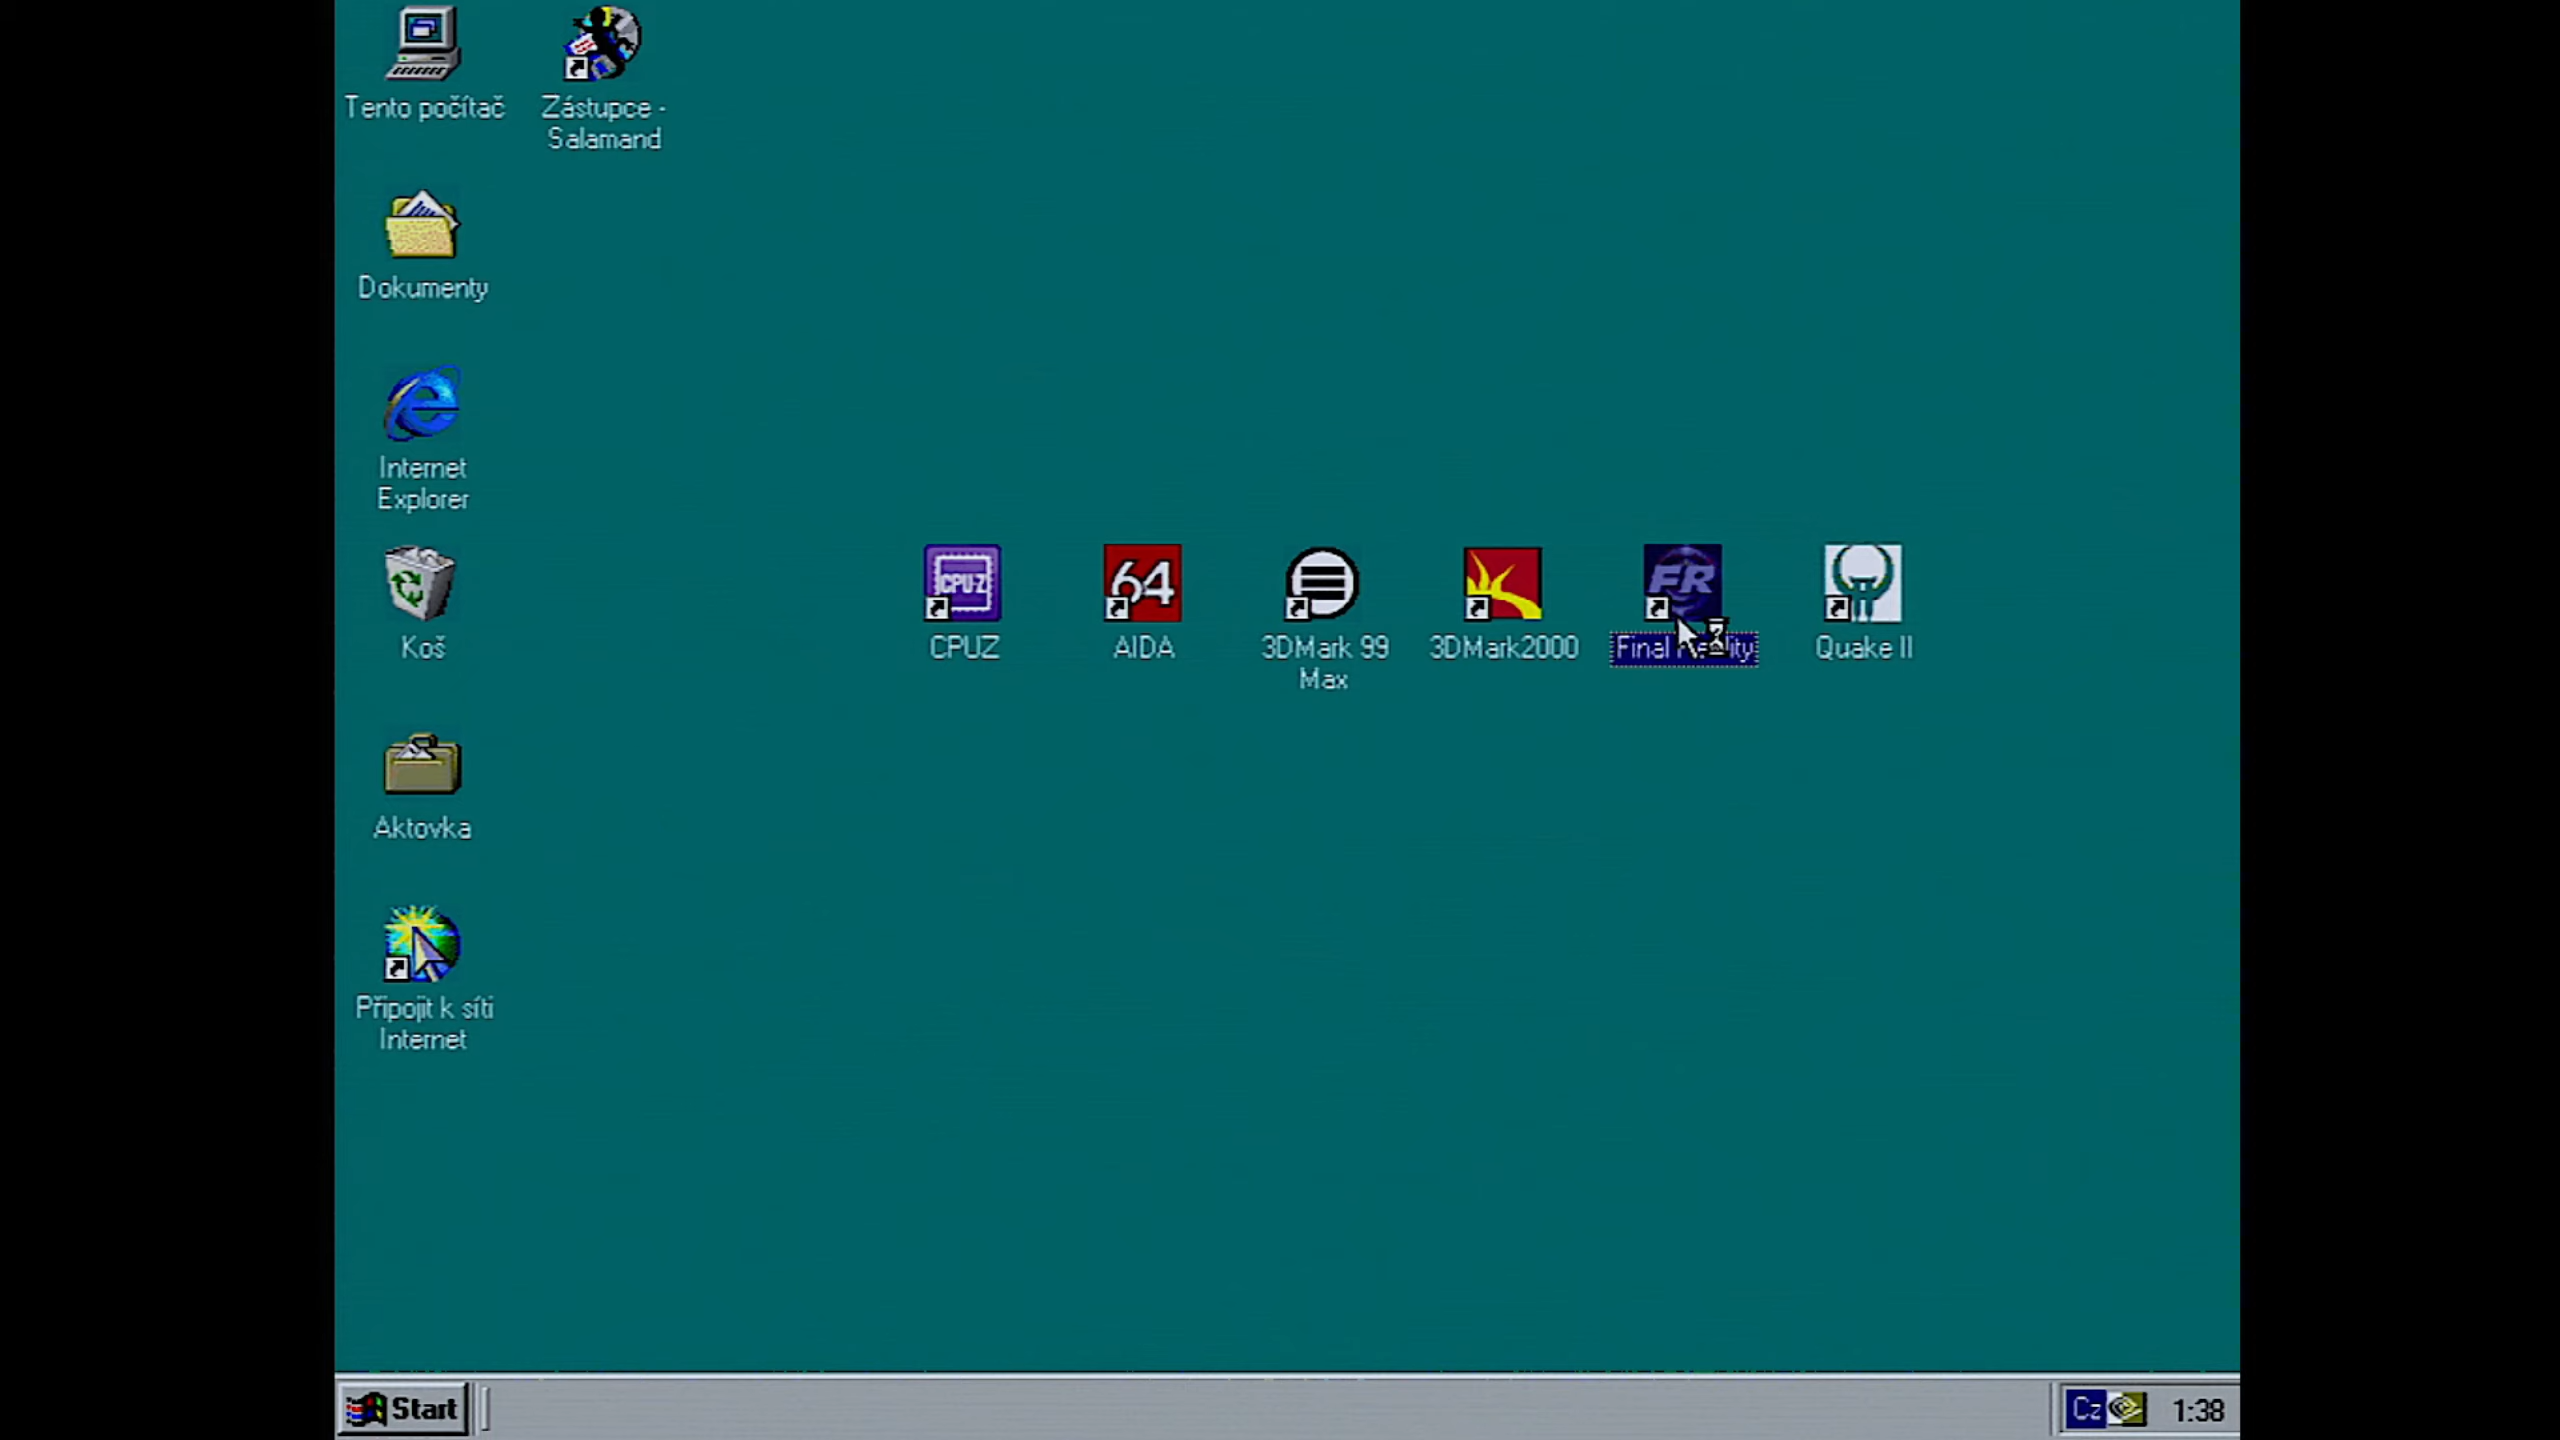 Tento počítač
Zástupce -
Salamand
Dokumenty
Internet
Explorer
Koš
Aktovka
Připojit k síti
Internet
CPU-Z
CPUZ
64
AIDA
3DMark 99
Max
3DMark2000
FR
Final
Quake II
Start
Cz
1:38